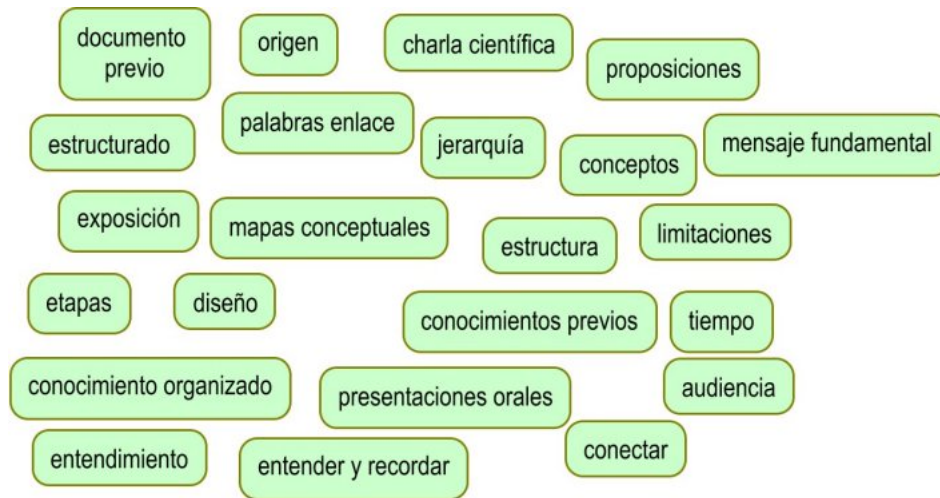 documento
previo
origen
charla científica
proposiciones
palabras enlace
estructurado
jerarquía
mensaje fundamental
conceptos
exposición
mapas conceptuales
estructura
limitaciones
etapas
diseño
conocimientos previos
tiempo
conocimiento organizado
presentaciones orales
audiencia
entendimiento
entender y recordar
conectar